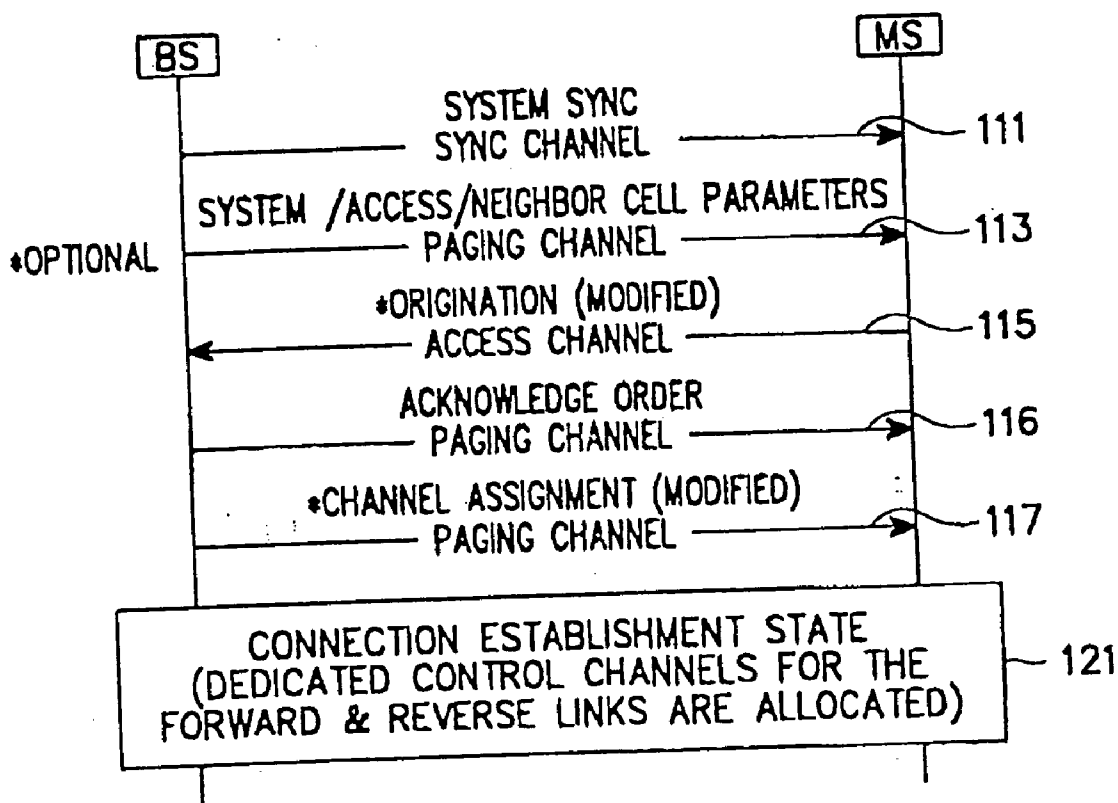 BS
MS
SYSTEM SYNC
SYNC CHANNEL
111
SYSTEM /ACCESS/NEIGHBOR CELL PARAMETERS
*OPTIONAL
PAGING CHANNEL
113
*ORIGINATION (MODIFIED)
ACCESS CHANNEL
115
ACKNOWLEDGE ORDER
PAGING CHANNEL
116
*CHANNEL ASSIGNMENT (MODIFIED)
PAGING CHANNEL
117
CONNECTION ESTABLISHMENT STATE
(DEDICATED CONTROL CHANNELS FOR THE
FORWARD & REVERSE LINKS ARE ALLOCATED)
121